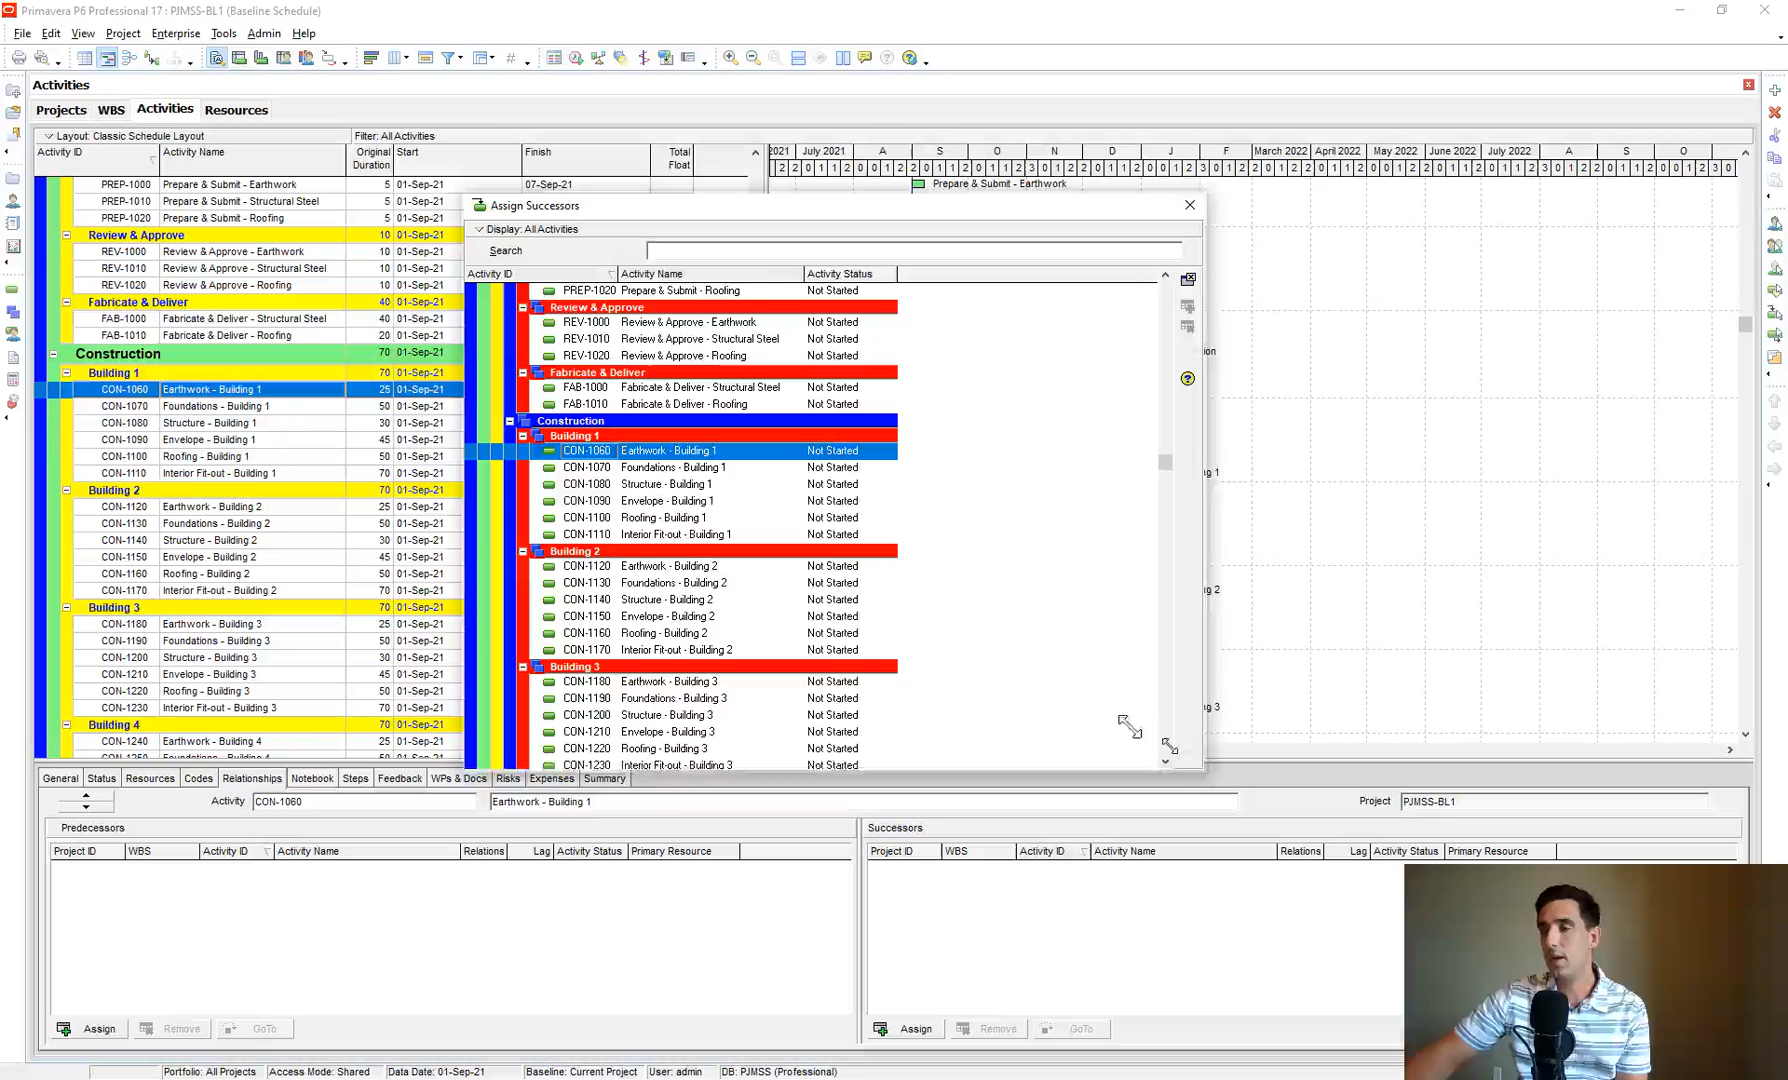 Primavera P6 Professional 17 : PJMSS-BL1 (Baseline Schedule)
File Edit View Project Enterprise Tools Admin Help
Activities
Projects WBS Activities Resources
Layout: Classic Schedule Layout Filter: All Activities
Activity ID Activity Name Original Duration Start Finish Total Float
2021 July 2021 A S O N D J F March 2022 April 2022 May 2022 June 2022 July 2022 A S O
PREP-1000 Prepare & Submit - Earthwork 5 01-Sep-21 07-Sep-21 Prepare & Submit - Earthwork
PREP-1010 Prepare & Submit - Structural Steel 5 01-Sep-21
PREP-1020 Prepare & Submit - Roofing 5 01-Sep-21
Review & Approve 10 01-Sep-21
REV-1000 Review & Approve - Earthwork 10 01-Sep-21
REV-1010 Review & Approve - Structural Steel 10 01-Sep-21
REV-1020 Review & Approve - Roofing 10 01-Sep-21
Fabricate & Deliver 40 01-Sep-21
FAB-1000 Fabricate & Deliver - Structural Steel 40 01-Sep-21
FAB-1010 Fabricate & Deliver - Roofing 20 01-Sep-21
Construction 70 01-Sep-21
Building 1 70 01-Sep-21
CON-1060 Earthwork - Building 1 25 01-Sep-21
CON-1070 Foundations - Building 1 50 01-Sep-21
CON-1080 Structure - Building 1 30 01-Sep-21
CON-1090 Envelope - Building 1 45 01-Sep-21
CON-1100 Roofing - Building 1 50 01-Sep-21
CON-1110 Interior Fit-out - Building 1 70 01-Sep-21
Building 2 70 01-Sep-21
CON-1120 Earthwork - Building 2 25 01-Sep-21
CON-1130 Foundations - Building 2 50 01-Sep-21
CON-1140 Structure - Building 2 30 01-Sep-21
CON-1150 Envelope - Building 2 45 01-Sep-21
CON-1160 Roofing - Building 2 50 01-Sep-21
CON-1170 Interior Fit-out - Building 2 70 01-Sep-21
Building 3 70 01-Sep-21
CON-1180 Earthwork - Building 3 25 01-Sep-21
CON-1190 Foundations - Building 3 50 01-Sep-21
CON-1200 Structure - Building 3 30 01-Sep-21
CON-1210 Envelope - Building 3 45 01-Sep-21
CON-1220 Roofing - Building 3 50 01-Sep-21
CON-1230 Interior Fit-out - Building 3 70 01-Sep-21
Building 4 70 01-Sep-21
CON-1240 Earthwork - Building 4 25 01-Sep-21
Assign Successors
Display: All Activities
Search
Activity ID Activity Name Activity Status
PREP-1020 Prepare & Submit - Roofing Not Started
Review & Approve
REV-1000 Review & Approve - Earthwork Not Started
REV-1010 Review & Approve - Structural Steel Not Started
REV-1020 Review & Approve - Roofing Not Started
Fabricate & Deliver
FAB-1000 Fabricate & Deliver - Structural Steel Not Started
FAB-1010 Fabricate & Deliver - Roofing Not Started
Construction
Building 1
CON-1060 Earthwork - Building 1 Not Started
CON-1070 Foundations - Building 1 Not Started
CON-1080 Structure - Building 1 Not Started
CON-1090 Envelope - Building 1 Not Started
CON-1100 Roofing - Building 1 Not Started
CON-1110 Interior Fit-out - Building 1 Not Started
Building 2
CON-1120 Earthwork - Building 2 Not Started
CON-1130 Foundations - Building 2 Not Started
CON-1140 Structure - Building 2 Not Started
CON-1150 Envelope - Building 2 Not Started
CON-1160 Roofing - Building 2 Not Started
CON-1170 Interior Fit-out - Building 2 Not Started
Building 3
CON-1180 Earthwork - Building 3 Not Started
CON-1190 Foundations - Building 3 Not Started
CON-1200 Structure - Building 3 Not Started
CON-1210 Envelope - Building 3 Not Started
CON-1220 Roofing - Building 3 Not Started
CON-1230 Interior Fit-out - Building 3 Not Started
General Status Resources Codes Relationships Notebook Steps Feedback WPs & Docs Risks Expenses Summary
Activity CON-1060 Earthwork - Building 1 Project PJMSS-BL1
Predecessors Successors
Project ID WBS Activity ID Activity Name Relations Lag Activity Status Primary Resource
Project ID WBS Activity ID Activity Name Relations Lag Activity Status Primary Resource
Assign Remove GoTo Assign Remove GoTo
Portfolio: All Projects Access Mode: Shared Data Date: 01-Sep-21 Baseline: Current Project User: admin DB: PJMSS (Professional)